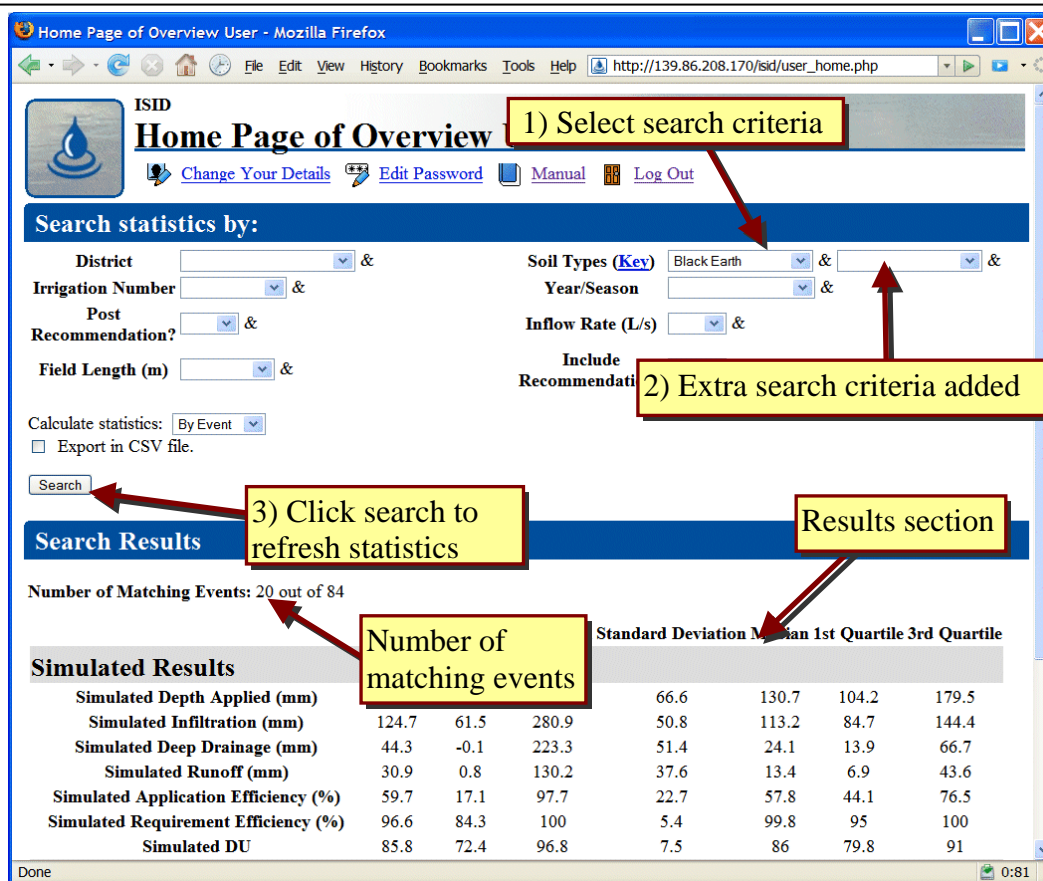 Home Page of Overview User - Mozilla Firefox
File Edit View History Bookmarks Tools Help http://139.86.208.170/isid/user_home.php
ISID
Home Page of Overview
1) Select search criteria
Change Your Details Edit Password Manual Log Out
Search statistics by:
District & Soil Types (Key) Black Earth & &
Irrigation Number & Year/Season &
Post
Recommendation? & Inflow Rate (L/s) &
Field Length (m) & Include
2) Extra search criteria added
Calculate statistics: By Event
Export in CSV file.
Search
3) Click search to
refresh statistics
Results section
Search Results
Number of Matching Events: 20 out of 84
Number of
matching events
Standard Deviation Median 1st Quartile 3rd Quartile
Simulated Results
Simulated Depth Applied (mm) 66.6 130.7 104.2 179.5
Simulated Infiltration (mm) 124.7 61.5 280.9 50.8 113.2 84.7 144.4
Simulated Deep Drainage (mm) 44.3 -0.1 223.3 51.4 24.1 13.9 66.7
Simulated Runoff (mm) 30.9 0.8 130.2 37.6 13.4 6.9 43.6
Simulated Application Efficiency (%) 59.7 17.1 97.7 22.7 57.8 44.1 76.5
Simulated Requirement Efficiency (%) 96.6 84.3 100 5.4 99.8 95 100
Simulated DU 85.8 72.4 96.8 7.5 86 79.8 91
Done 0:81